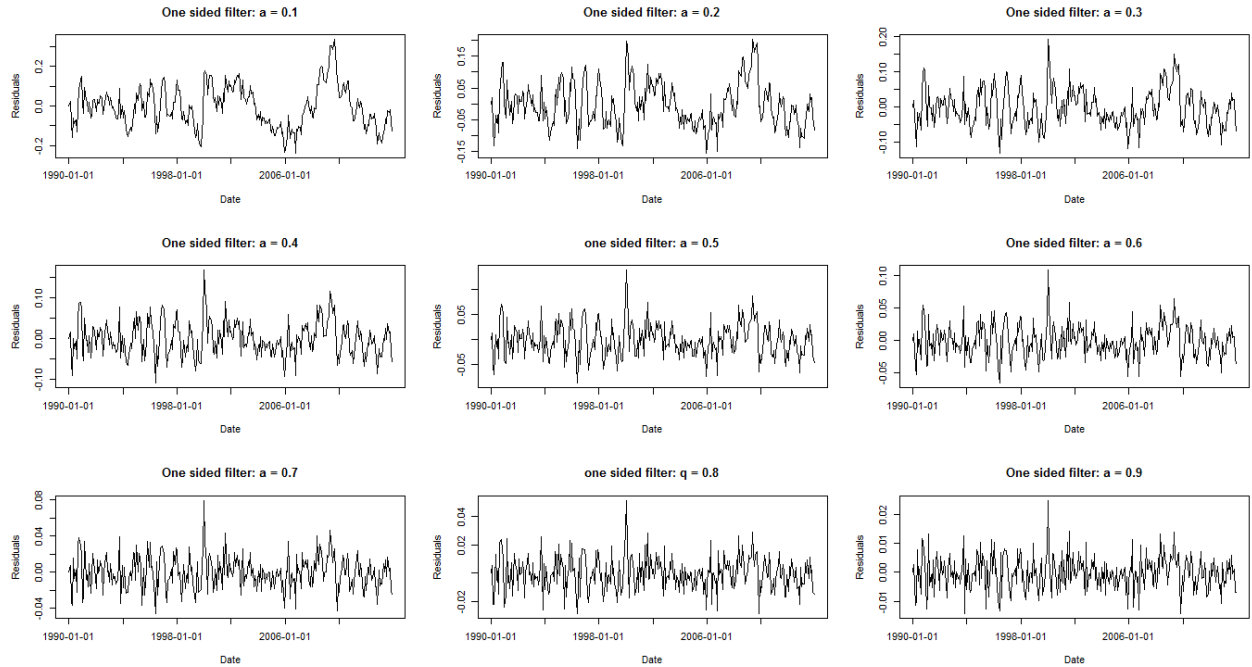 One sided filter: a = 0.1
Residuals
-0.2 0.0 0.2
1990-01-01 1998-01-01 2006-01-01
Date
One sided filter: a = 0.2
Residuals
-0.15 -0.05 0.05 0.15
1990-01-01 1998-01-01 2006-01-01
Date
One sided filter: a = 0.3
Residuals
-0.10 0.00 0.10 0.20
1990-01-01 1998-01-01 2006-01-01
Date
One sided filter: a = 0.4
Residuals
-0.10 0.00 0.10
1990-01-01 1998-01-01 2006-01-01
Date
one sided filter: a = 0.5
Residuals
-0.05 0.05
1990-01-01 1998-01-01 2006-01-01
Date
One sided filter: a = 0.6
Residuals
-0.05 0.00 0.05 0.10
1990-01-01 1998-01-01 2006-01-01
Date
One sided filter: a = 0.7
Residuals
-0.04 0.00 0.04 0.08
1990-01-01 1998-01-01 2006-01-01
Date
one sided filter: q = 0.8
Residuals
-0.02 0.02 0.04
1990-01-01 1998-01-01 2006-01-01
Date
One sided filter: a = 0.9
Residuals
-0.01 0.00 0.01 0.02
1990-01-01 1998-01-01 2006-01-01
Date